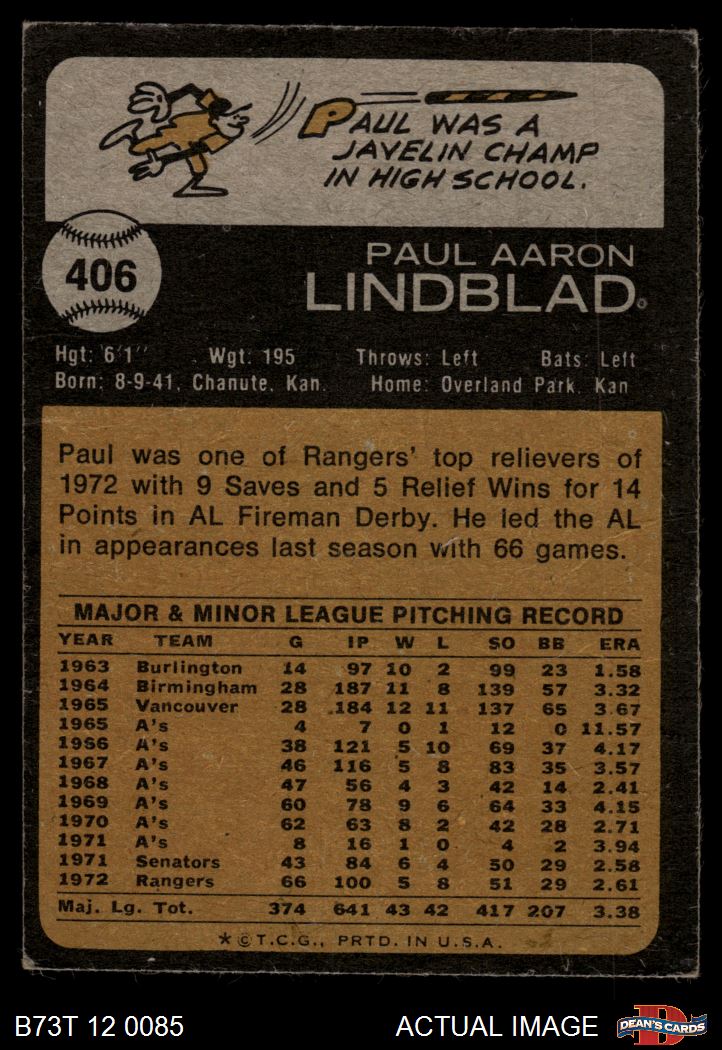 PAUL WAS A
JAVELIN CHAMP
IN HIGH SCHOOL.
406
PAUL AARON
LINDBLAD
Hgt: 6'1" Wgt: 195 Throws: Left Bats: Left
Born: 8-9-41, Chanute, Kan. Home: Overland Park, Kan
Paul was one of Rangers' top relievers of
1972 with 9 Saves and 5 Relief Wins for 14
Points in AL Fireman Derby. He led the AL
in appearances last season with 66 games.
MAJOR & MINOR LEAGUE PITCHING RECORD
YEAR TEAM G IP W L SO BB ERA
1963 Burlington 14 97 10 2 99 23 1.58
1964 Birmingham 28 187 11 8 139 57 3.32
1965 Vancouver 28 184 12 11 137 65 3.67
1965 A's 4 7 0 1 12 0 11.57
1966 A's 38 121 5 10 69 37 4.17
1967 A's 46 116 5 8 83 35 3.57
1968 A's 47 56 4 3 42 14 2.41
1969 A's 60 78 9 6 64 33 4.15
1970 A's 62 63 8 2 42 28 2.71
1971 A's 8 16 1 0 4 2 3.94
1971 Senators 43 84 6 4 50 29 2.58
1972 Rangers 66 100 5 8 51 29 2.61
Maj. Lg. Tot. 374 641 43 42 417 207 3.38
*© T.C.G., PRTD. IN U.S.A.
B73T 12 0085 ACTUAL IMAGE DEAN'S CARDS